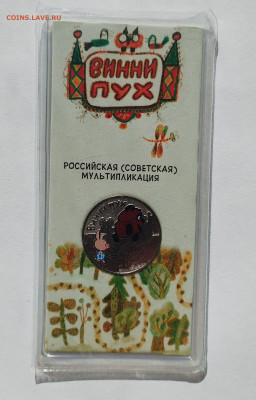 COINS.LAVE.RU
ВИННИ
ПУХ
РОССИЙСКАЯ (СОВЕТСКАЯ)
МУЛЬТИПЛИКАЦИЯ